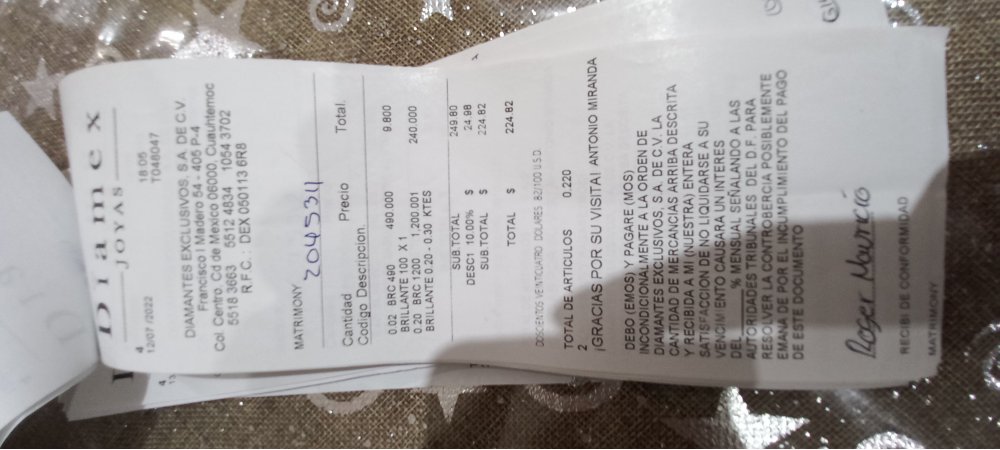 Diamex
JOYAS
4
12/07 /2022 18:05
T046047
DIAMANTES EXCLUSIVOS, S.A. DE C.V.
Francisco I Madero 54 - 405 P-4
Col. Centro, Cd de Mexico 06000, Cuauhtemoc
5518 3663 5512 4834 1054 3702
R F C. : DEX 050113 6R8
MATRIMONY
204534
Cantidad Precio Total.
Codigo Descripcion.
0.02 BRC 490 490.000 9.800
BRILLANTE 100 X 1
0.20 BRC 1200 1,200.001 240.000
BRILLANTE 0.20 - 0.30 KTES
SUB TOTAL 249.80
DESC1 10.00% $ 24.98
SUB TOTAL $ 224.82
TOTAL $ 224.82
DOSCIENTOS VEINTICUATRO DOLARES 82/100 U.S.D.
TOTAL DE ARTICULOS 0.220
2
¡GRACIAS POR SU VISITA! ANTONIO MIRANDA
DEBO (EMOS) Y PAGARE (MOS)
INCONDICIONALMENTE A LA ORDEN DE
DIAMANTES EXCLUSIVOS, S.A. DE C.V. LA
CANTIDAD DE MERCANCIAS ARRIBA DESCRITA
Y RECIBIDA A MI (NUESTRA) ENTERA
SATISFACCION DE NO LIQUIDARSE A SU
VENCIMIENTO CAUSARA UN INTERES
DEL ____ % MENSUAL SEÑALANDO A LAS
AUTORIDADES TRIBUNALES DEL D.F. PARA
RESOLVER LA CONTROBERCIA POSIBLEMENTE
EMANA DE POR EL INCUMPLIMIENTO DEL PAGO
DE ESTE DOCUMENTO
Roger Mauricio
RECIBI DE CONFORMIDAD
MATRIMONY